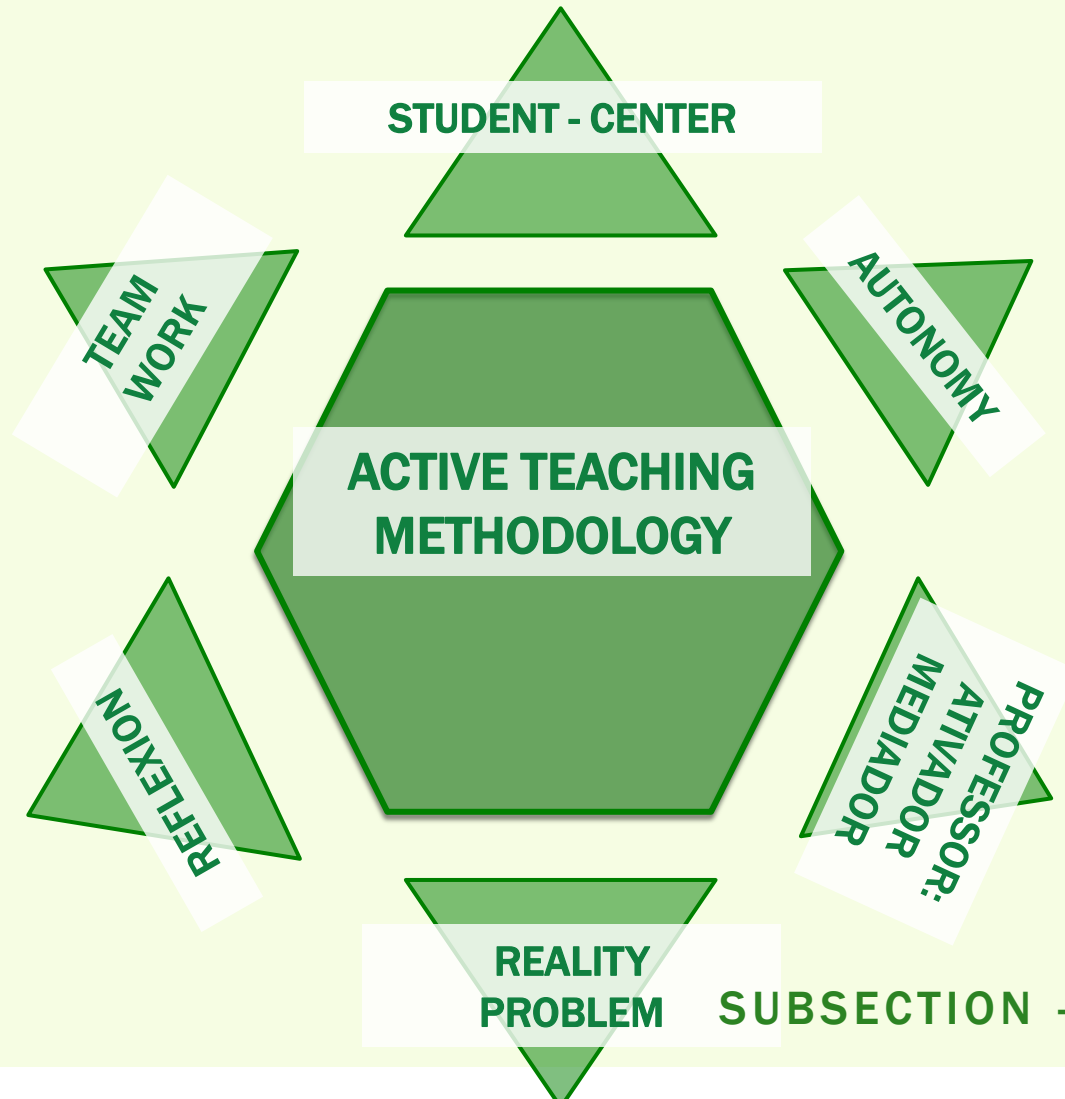 STUDENT - CENTER
TEAM
WORK
AUTONOMY
ACTIVE TEACHING
METHODOLOGY
REFLEXION
PROFESSOR:
ATIVADOR
MEDIADOR
REALITY
PROBLEM
SUBSECTION -